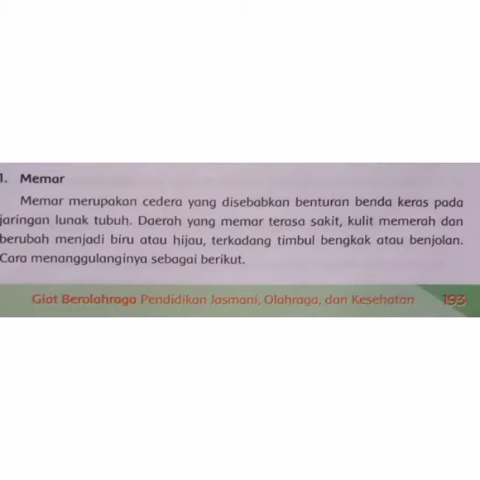 1. Memar
Memar merupakan cedera yang disebabkan benturan benda keras pada
jaringan lunak tubuh. Daerah yang memar terasa sakit, kulit memerah dan
berubah menjadi biru atau hijau, terkadang timbul bengkak atau benjolan.
Cara menanggulanginya sebagai berikut.
Giat Berolahraga Pendidikan Jasmani, Olahraga, dan Kesehatan 193